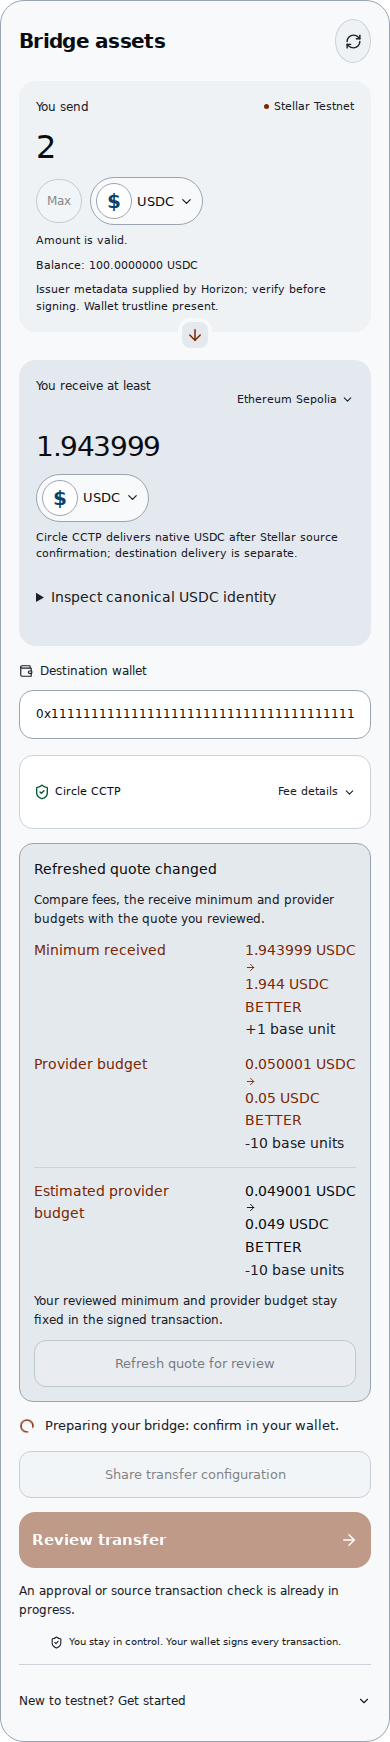 Bridge assets
You send
Stellar Testnet
2
Max
$ USDC
Amount is valid.
Balance: 100.0000000 USDC
Issuer metadata supplied by Horizon; verify before
signing. Wallet trustline present.
You receive at least
Ethereum Sepolia
1.943999
$ USDC
Circle CCTP delivers native USDC after Stellar source
confirmation; destination delivery is separate.
Inspect canonical USDC identity
Destination wallet
0x1111111111111111111111111111111111111111
Circle CCTP
Fee details
Refreshed quote changed
Compare fees, the receive minimum and provider
budgets with the quote you reviewed.
Minimum received
1.943999 USDC
→
1.944 USDC
BETTER
+1 base unit
Provider budget
0.050001 USDC
→
0.05 USDC
BETTER
-10 base units
Estimated provider
budget
0.049001 USDC
→
0.049 USDC
BETTER
-10 base units
Your reviewed minimum and provider budget stay
fixed in the signed transaction.
Refresh quote for review
Preparing your bridge: confirm in your wallet.
Share transfer configuration
Review transfer →
An approval or source transaction check is already in
progress.
You stay in control. Your wallet signs every transaction.
New to testnet? Get started